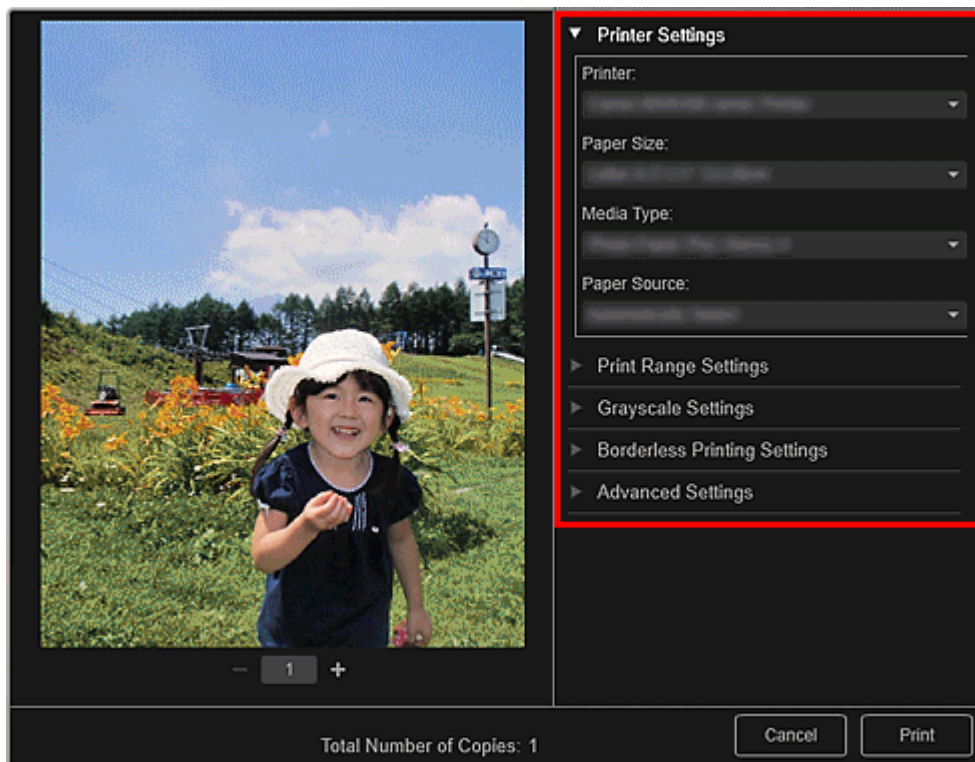 Printer Settings
Printer:
Paper Size:
Media Type:
Paper Source:
Print Range Settings
Grayscale Settings
Borderless Printing Settings
Advanced Settings
1
Total Number of Copies: 1
Cancel
Print